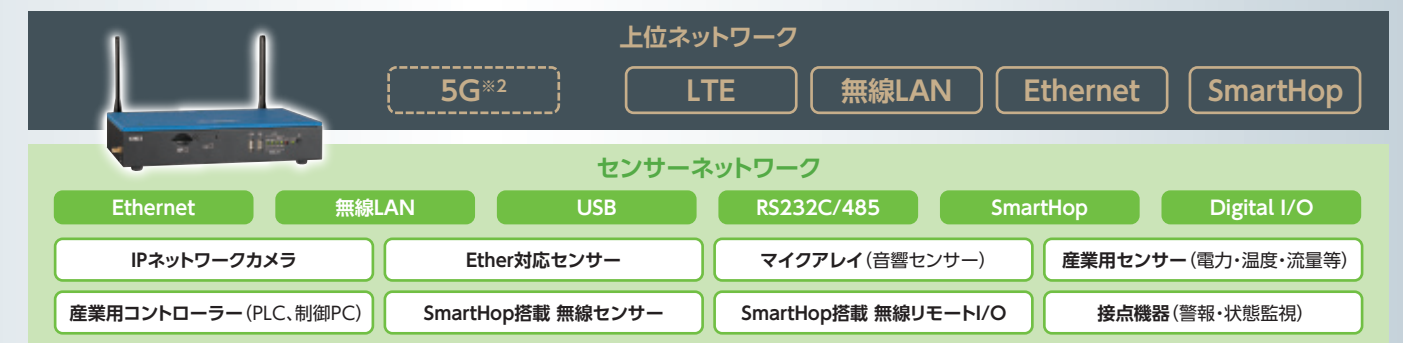 上位ネットワーク
5G※2 LTE 無線LAN Ethernet SmartHop
センサーネットワーク
Ethernet 無線LAN USB RS232C/485 SmartHop Digital I/O
IPネットワークカメラ Ether対応センサー マイクアレイ(音響センサー) 産業用センサー(電力・温度・流量等)
産業用コントローラー(PLC、制御PC) SmartHop搭載 無線センサー SmartHop搭載 無線リモートI/O 接点機器(警報・状態監視)